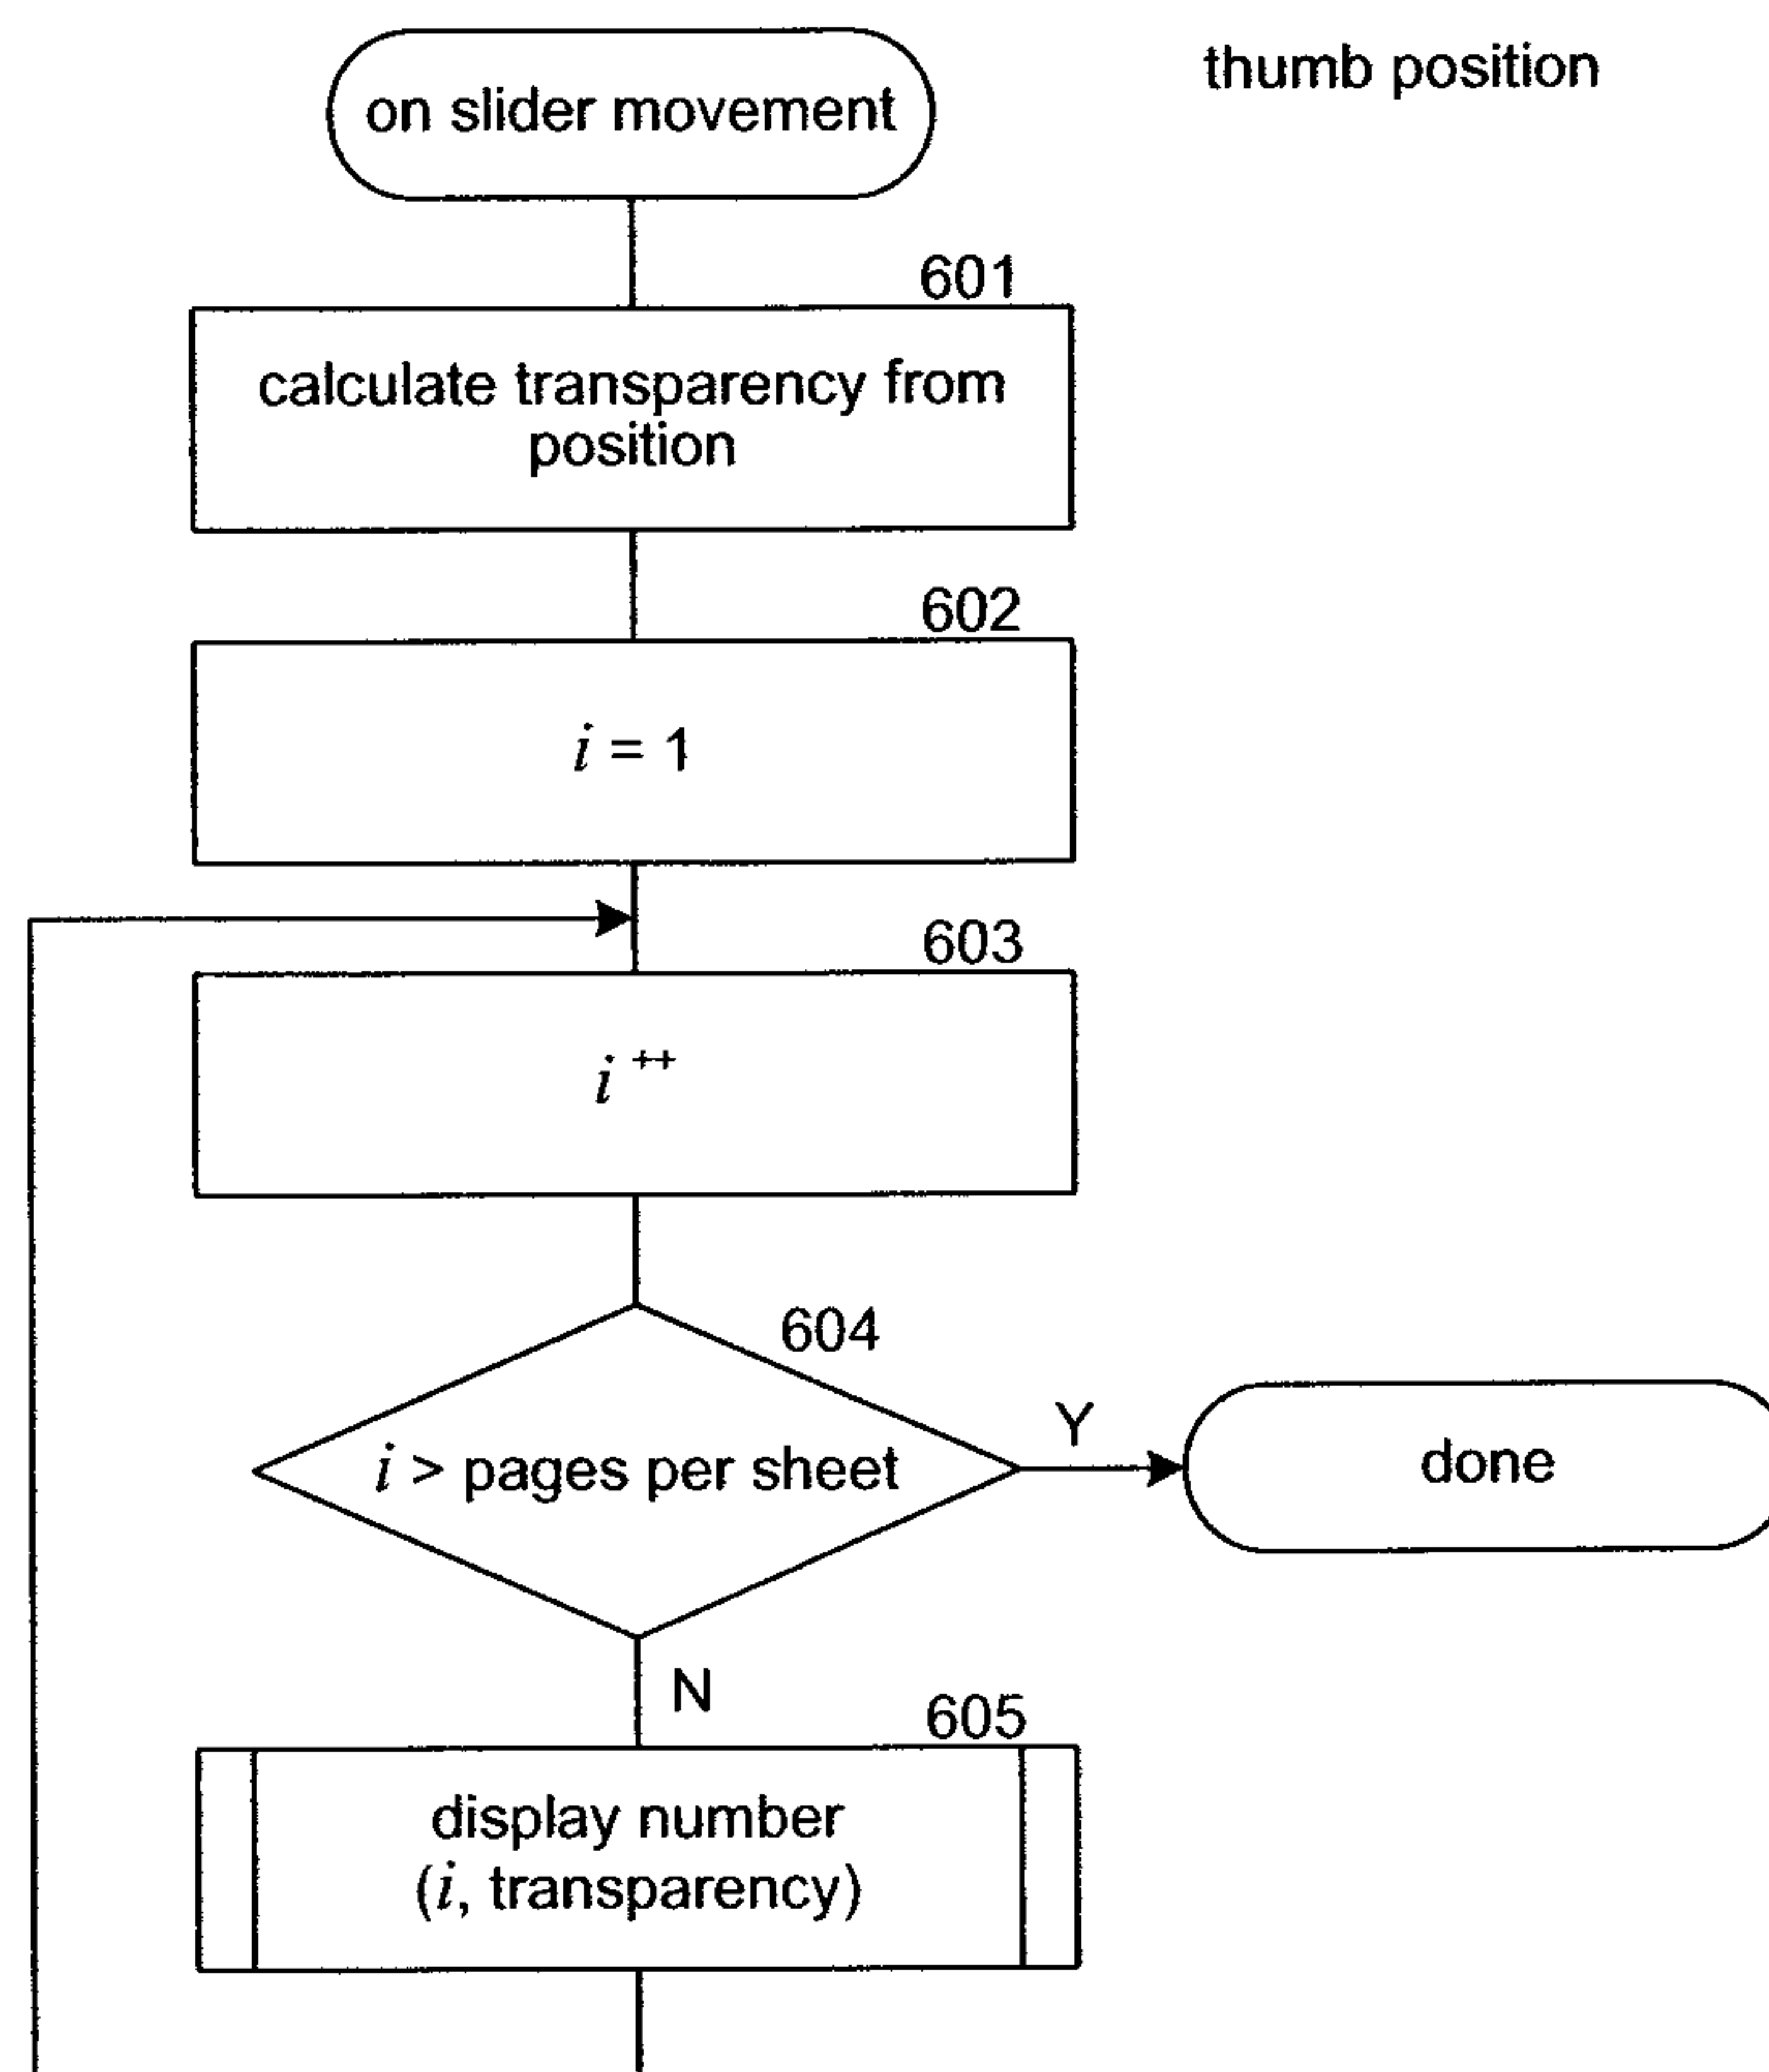 on slider movement
thumb position
601
calculate transparency from
position
602
i = 1
603
i ++
604
i > pages per sheet
Y
done
N
605
display number
(i, transparency)